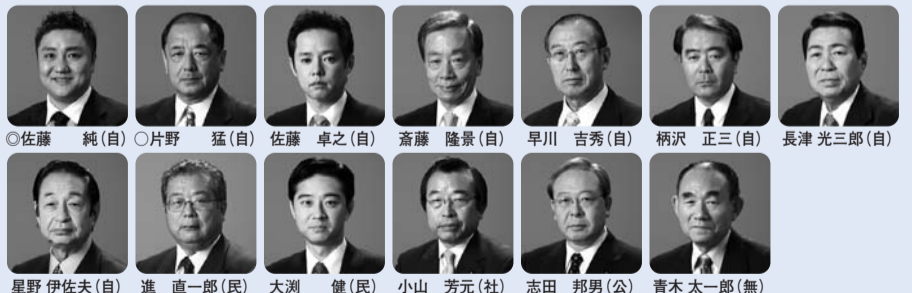 ◎佐藤　　純(自) ○片野　　猛(自) 佐藤　卓之(自) 斎藤　隆景(自) 早川　吉秀(自) 柄沢　正三(自) 長津 光三郎(自)
星野 伊佐夫(自) 進　直一郎(民) 大渕　　健(民) 小山　芳元(社) 志田　邦男(公) 青木 太一郎(無)